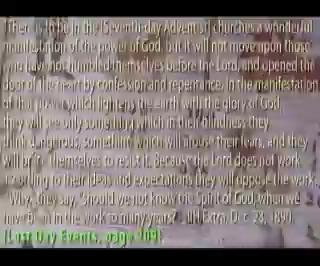 There is to be in the [Seventh-day Adventist] churches a wonderful
manifestation of the power of God, but it will not move upon those
who have not humbled themselves before the Lord, and opened the
door of the heart by confession and repentance. In the manifestation
of that power which lightens the earth with the glory of God
they will see only something which in their blindness they
think dangerous, something which will arouse their fears, and they
will brace themselves to resist it. Because the Lord does not work
according to their ideas and expectations they will oppose the work.
'Why,' they say, 'should we not know the Spirit of God, when we
have been in the work so many years?'...RH Extra, Dec. 23, 1890.
(Last Day Events, page 209).